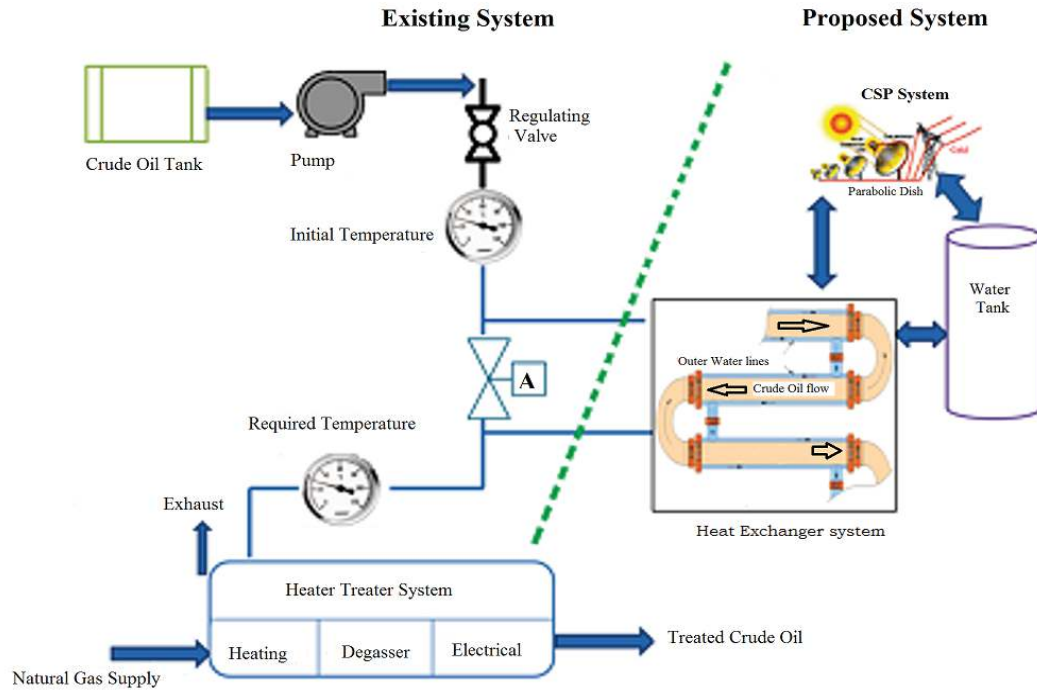 Existing System
Proposed System
CSP System
Regulating
Valve
Crude Oil Tank
Pump
Cold
Parabolic Dish
Initial Temperature
Water
Tank
Outer Water lines
A
Crude Oil flow
Required Temperature
Exhaust
Heat Exchanger system
Heater Treater System
Heating
Degasser
Electrical
Treated Crude Oil
Natural Gas Supply